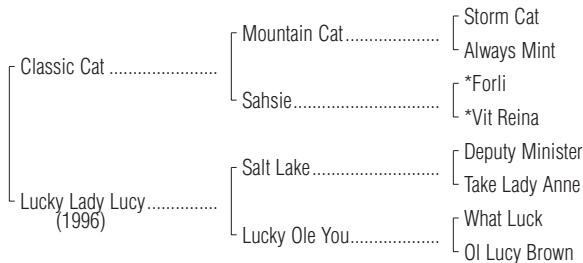 Storm Cat
Mountain Cat......................
Always Mint
Classic Cat .........................
*Forli
Sahsie..................................
*Vit Reina
Deputy Minister
Salt Lake..............................
Take Lady Anne
Lucky Lady Lucy................
(1996)
What Luck
Lucky Ole You.....................
Ol Lucy Brown